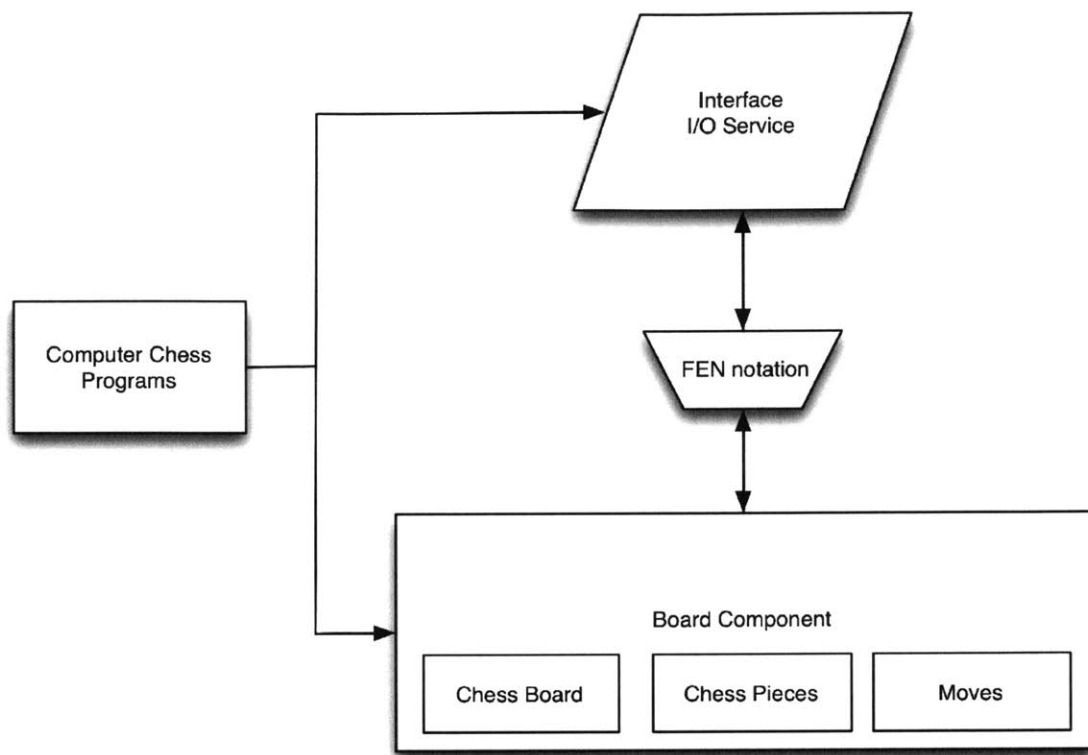 Interface
I/O Service
Computer Chess
Programs
FEN notation
Board Component
Chess Board
Chess Pieces
Moves